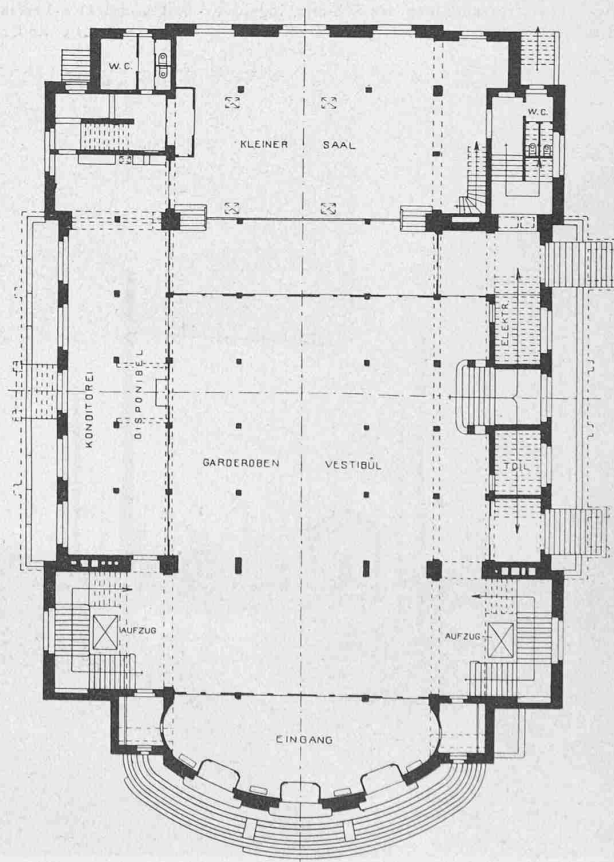 W.C.
W.C.
KLEINER SAAL
ELEKTR.
KONDITOREI
DISPONIBEL
GARDEROBEN VESTIBÜL
TOIL.
AUFZUG
AUFZUG
EINGANG